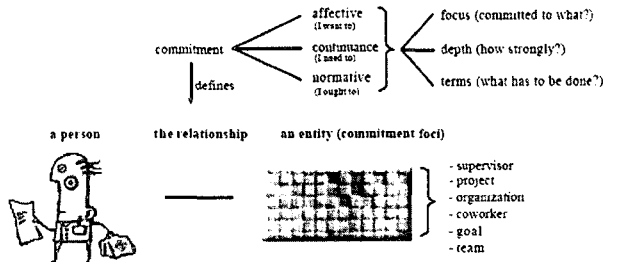 affective
(I want to)
focus (committed to what?)
commitment
continuance
(I need to)
depth (how strongly?)
normative
(I ought to)
terms (what has to be done?)
defines
a person
the relationship
an entity (commitment foci)
- supervisor
- project
- organization
- coworker
- goal
- team